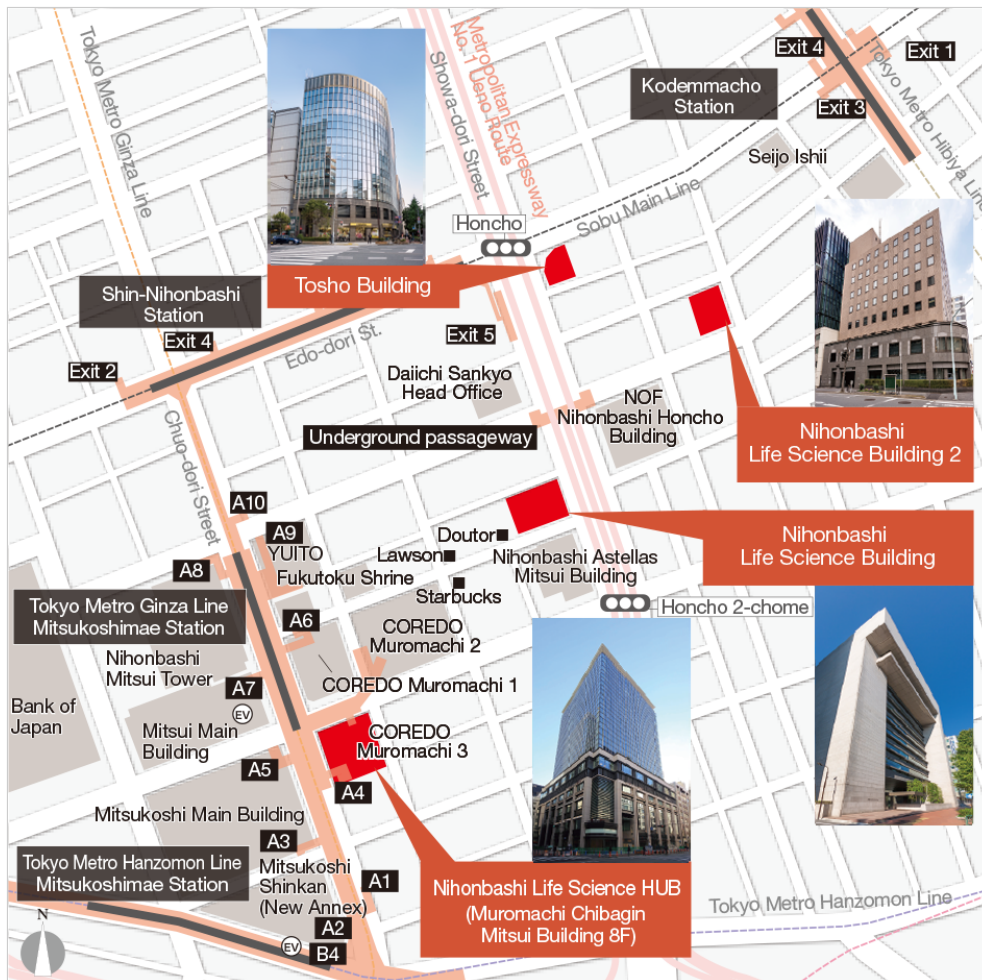 Tokyo Metro Ginza Line
Showa-dori Street
Metropolitan Expressway
No. 1 Ueno Route
Exit 4
Exit 1
Tokyo Metro Hibiya Line
Kodemmacho
Station
Exit 3
Seijo Ishii
Sobu Main Line
Honcho
Tosho Building
Shin-Nihonbashi
Station
Exit 4
Exit 2
Edo-dori St.
Exit 5
Daiichi Sankyo
Head Office
NOF
Nihonbashi Honcho
Building
Underground passageway
Nihonbashi
Life Science Building 2
Chuo-dori Street
A10
A9
YUITO
A8
Fukutoku Shrine
Doutor
Lawson
Starbucks
Nihonbashi Astellas
Mitsui Building
Nihonbashi
Life Science Building
Honcho 2-chome
Tokyo Metro Ginza Line
Mitsukoshimae Station
A6
COREDO
Muromachi 2
Nihonbashi
Mitsui Tower
COREDO Muromachi 1
A7
EV
Bank of
Japan
Mitsui Main
Building
COREDO
Muromachi 3
A5
A4
Mitsukoshi Main Building
A3
Tokyo Metro Hanzomon Line
Mitsukoshimae Station
Mitsukoshi
Shinkan
(New Annex)
A1
A2
EV
B4
Nihonbashi Life Science HUB
(Muromachi Chibagin
Mitsui Building 8F)
Tokyo Metro Hanzomon Line
N